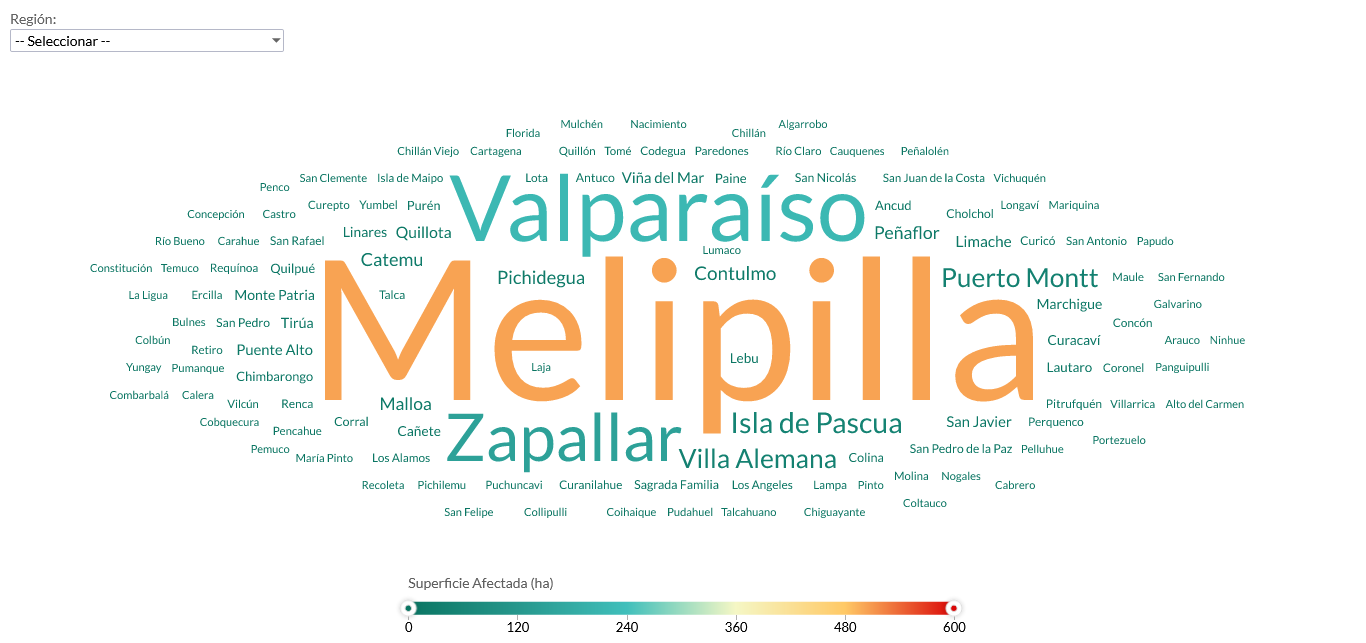 Región:
-- Seleccionar --
Mulchén Nacimiento Algarrobo
Florida Chillán
Chillán Viejo Cartagena Quillón Tomé Codegua Paredones Río Claro Cauquenes Peñalolén
San Clemente Isla de Maipo Lota Antuco Viña del Mar Paine San Nicolás San Juan de la Costa Vichuquén
Penco
Curepto Yumbel Purén Valparaíso Ancud Longaví Mariquina
Concepción Castro Cholchol
Linares Quillota Peñaflor
Río Bueno Carahue San Rafael Limache Curicó San Antonio Papudo
Lumaco
Catemu
Constitución Temuco Requínoa Quilpué
Pichidegua Contulmo Puerto Montt Maule San Fernando
La Ligua Ercilla Monte Patria Talca
Marchigue Galvarino
Bulnes San Pedro Tirúa Melipilla Concón
Colbún Curacaví Arauco Ninhue
Retiro Puente Alto Lebu
Yungay Pumanque Laja Lautaro Coronel Panguipulli
Chimbarongo
Combarbalá Calera
Vilcún Renca Malloa Pitrufquén Villarrica Alto del Carmen
Cobquecura Corral Isla de Pascua San Javier Perquenco
Pencahue Cañete Zapallar
Portezuelo
Pemuco San Pedro de la Paz Pelluhue
María Pinto Los Alamos Villa Alemana Colina
Molina Nogales
Recoleta Pichilemu Puchuncavi Curanilahue Sagrada Familia Los Angeles Lampa Pinto Cabrero
Coltauco
San Felipe Collipulli Coihaique Pudahuel Talcahuano Chiguayante
Superficie Afectada (ha)
0 120 240 360 480 600